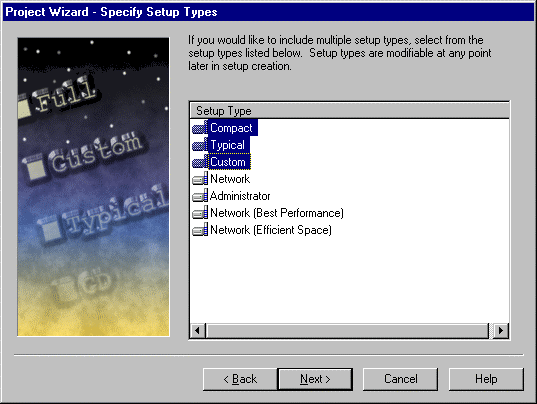 Project Wizard - Specify Setup Types
If you would like to include multiple setup types, select from the
setup types listed below.  Setup types are modifiable at any point
later in setup creation.
Full
Custom
Typical
CD
Setup Type
Compact
Typical
Custom
Network
Administrator
Network (Best Performance)
Network (Efficient Space)
< Back
Next >
Cancel
Help